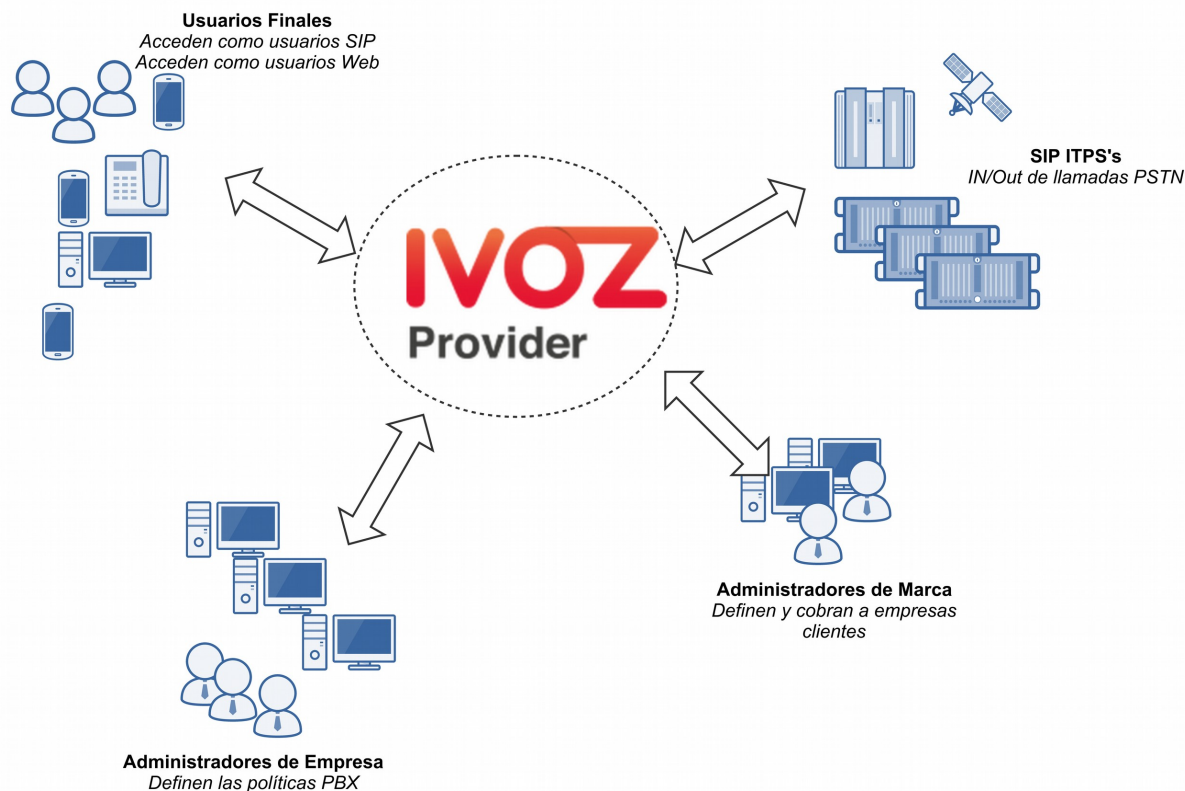 Usuarios Finales
Acceden como usuarios SIP
Acceden como usuarios Web
SIP ITPS's
IN/Out de llamadas PSTN
IVOZ
Provider
Administradores de Marca
Definen y cobran a empresas
clientes
Administradores de Empresa
Definen las políticas PBX